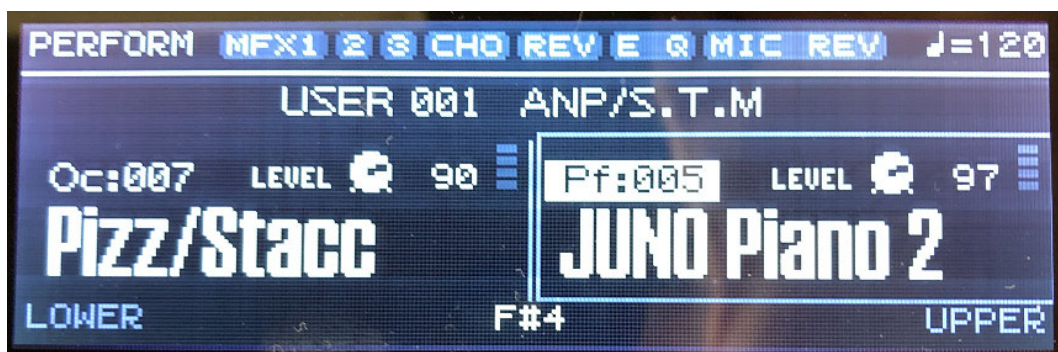 PERFORM MFX1 2 3 CHO REV E Q MIC REV ♩=120
USER 001 ANP/S.T.M
Oc:007 LEVEL 90 Pf:005 LEVEL 97
Pizz/Stacc JUNO Piano 2
LOWER F#4 UPPER